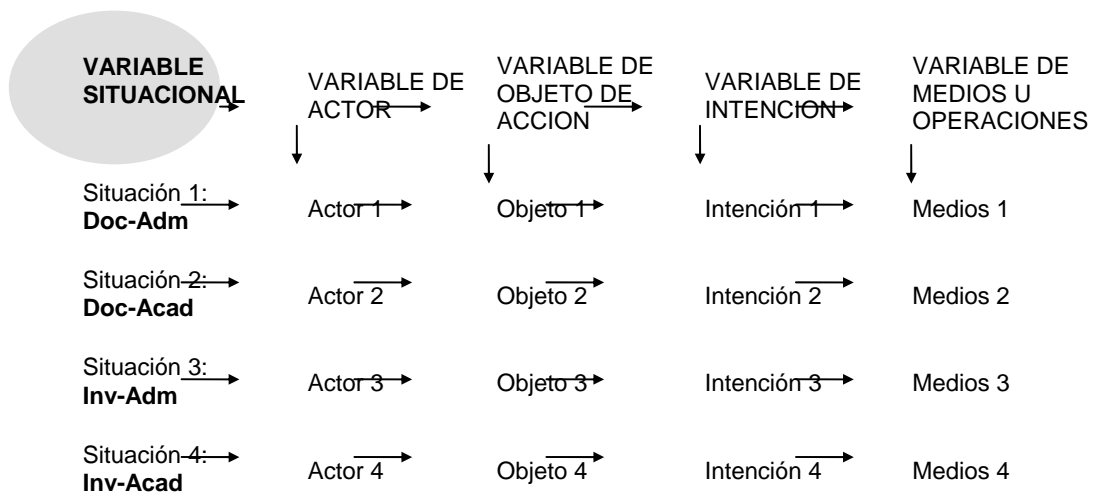 VARIABLE
SITUACIONAL
VARIABLE DE
ACTOR
VARIABLE DE
OBJETO DE
ACCION
VARIABLE DE
INTENCION
VARIABLE DE
MEDIOS U
OPERACIONES
Situación 1:
Doc-Adm
Actor 1
Objeto 1
Intención 1
Medios 1
Situación 2:
Doc-Acad
Actor 2
Objeto 2
Intención 2
Medios 2
Situación 3:
Inv-Adm
Actor 3
Objeto 3
Intención 3
Medios 3
Situación 4:
Inv-Acad
Actor 4
Objeto 4
Intención 4
Medios 4